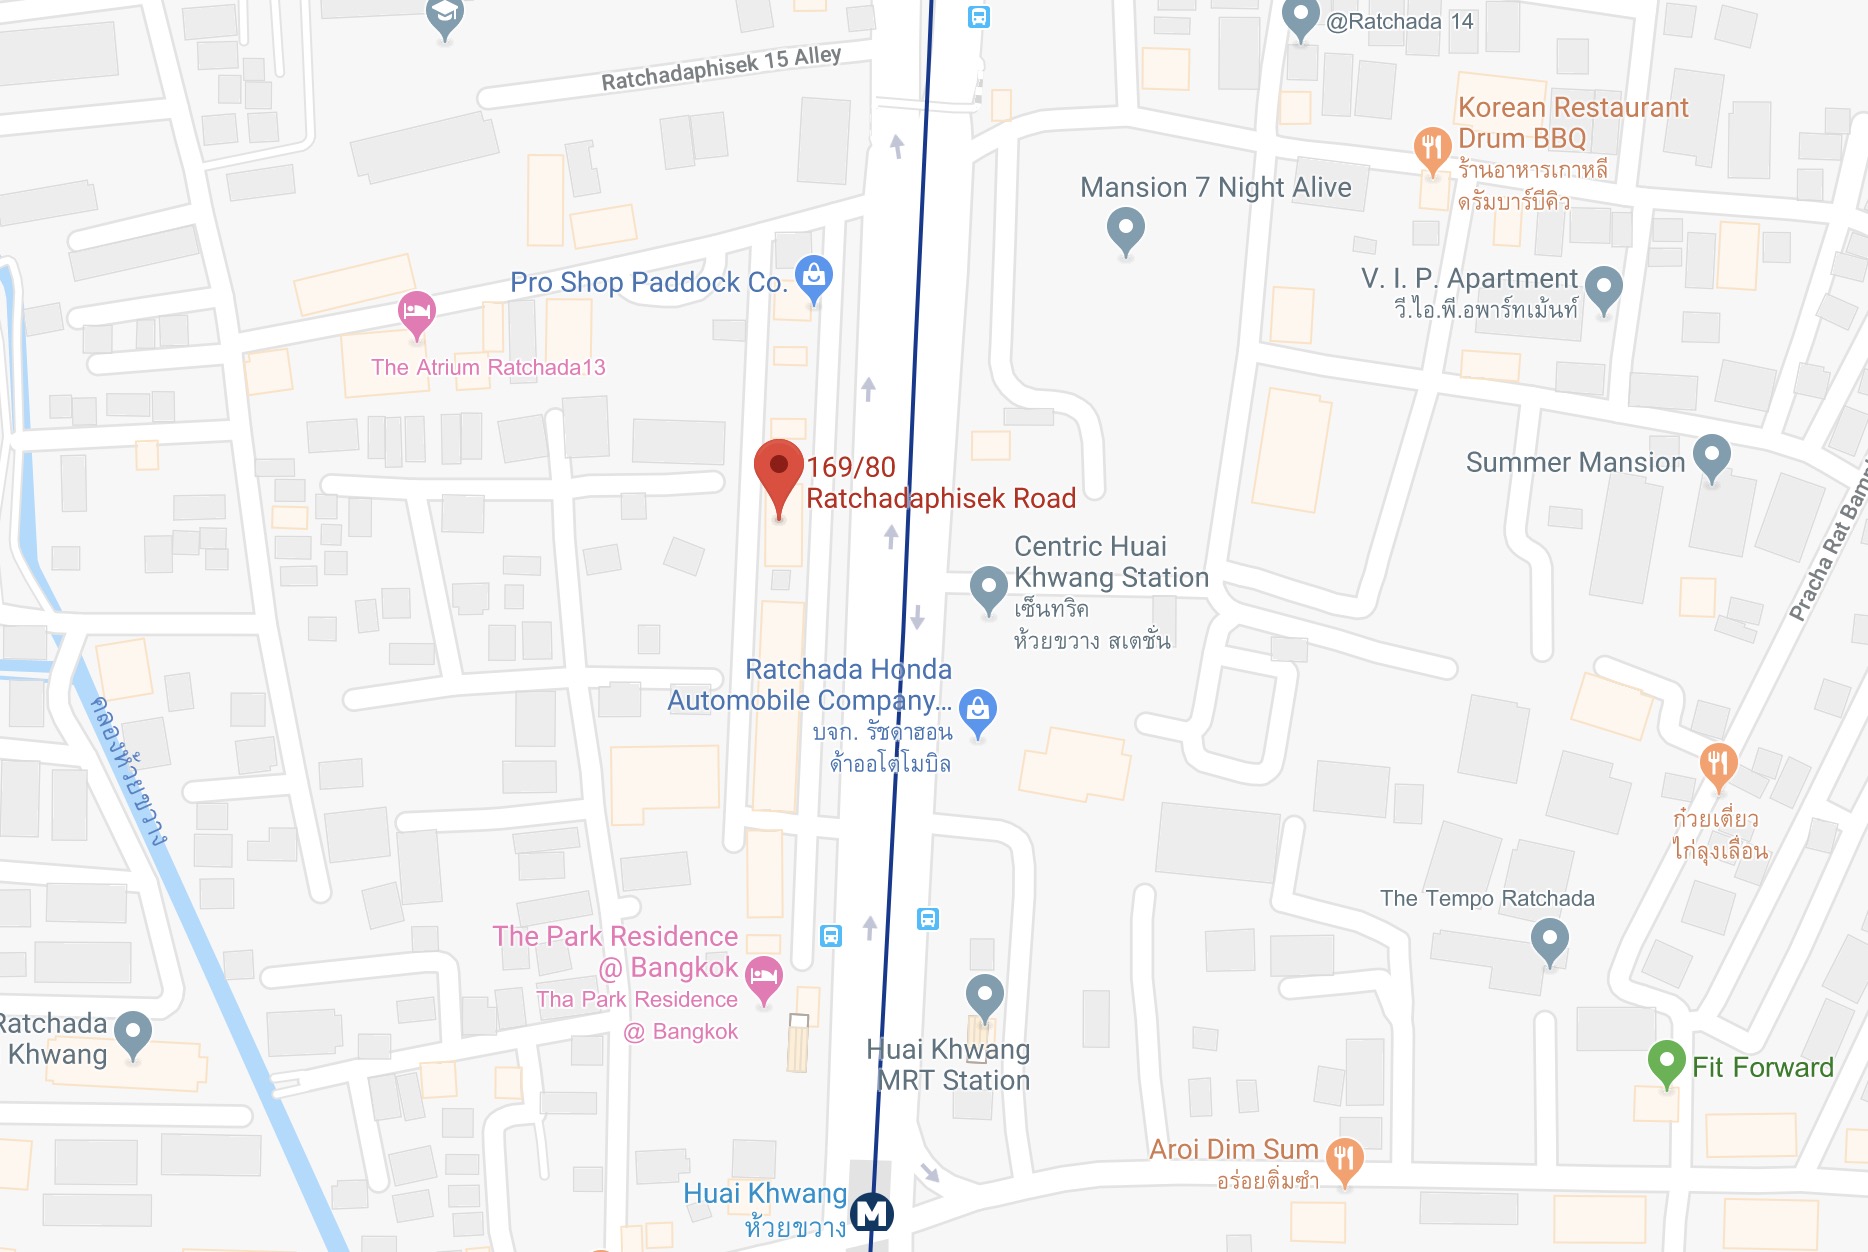 @Ratchada 14
Ratchadaphisek 15 Alley
Korean Restaurant
Drum BBQ
ร้านอาหารเกาหลี
ดรัมบาร์บีคิว
Mansion 7 Night Alive
Pro Shop Paddock Co.
V. I. P. Apartment
วี.ไอ.พี.อพาร์ทเม้นท์
The Atrium Ratchada13
169/80
Ratchadaphisek Road
Summer Mansion
Centric Huai
Khwang Station
เซ็นทริค
ห้วยขวาง สเตชั่น
Pracha Rat Bamp
Ratchada Honda
Automobile Company...
บจก. รัชดาฮอน
ด้าออโตโมบิล
คลองห้วยขวาง
ก๋วยเตี๋ยว
ไก่ลุงเลื่อน
The Tempo Ratchada
The Park Residence
@ Bangkok
Tha Park Residence
@ Bangkok
Ratchada
Khwang
Huai Khwang
MRT Station
Fit Forward
Aroi Dim Sum
อร่อยติ่มซำ
Huai Khwang
ห้วยขวาง
M